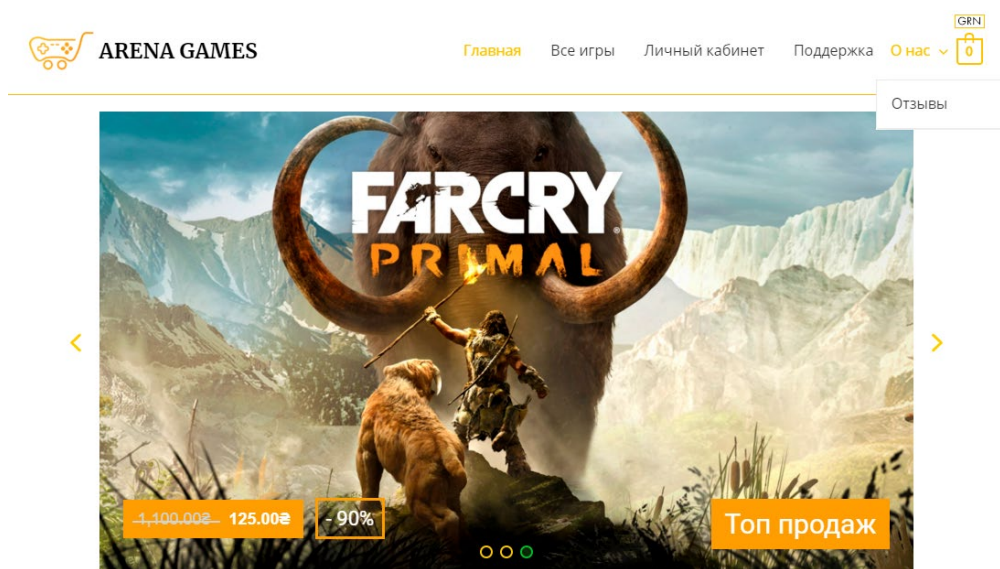 GRN
ARENA GAMES
Главная Все игры Личный кабинет Поддержка О нас 0
Отзывы
FARCRY®
PRIMAL
1,100.00₴ 125.00₴ - 90%
Топ продаж